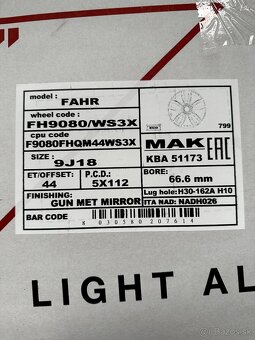 model : FAHR
wheel code :
FH9080/WS3X
cpu code
F9080FHQM44WS3X
799
SIZE :
9J18
MAK EAC
KBA 51173
ET/OFFSET:
44
P.C.D.:
5X112
BORE:
66.6 mm
FINISHING:
GUN MET MIRROR
Lug hole: H30-162A H10
ITA NAD: NADH026
BAR CODE
8030580207614
LIGHT AL